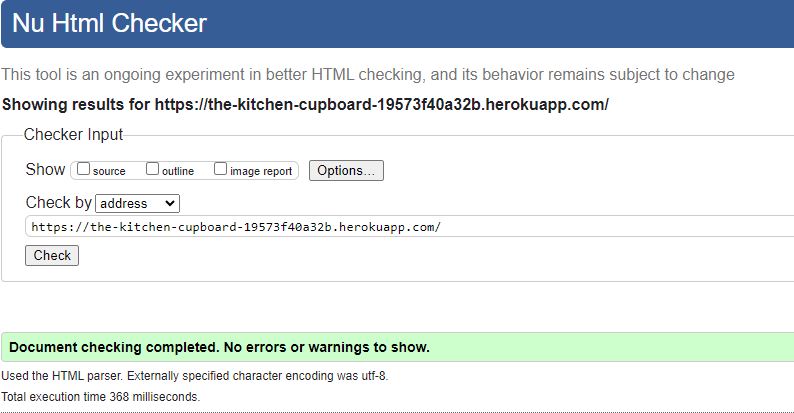 Nu Html Checker
This tool is an ongoing experiment in better HTML checking, and its behavior remains subject to change
Showing results for https://the-kitchen-cupboard-19573f40a32b.herokuapp.com/
Checker Input
Show source outline image report Options...
Check by address
https://the-kitchen-cupboard-19573f40a32b.herokuapp.com/
Check
Document checking completed. No errors or warnings to show.
Used the HTML parser. Externally specified character encoding was utf-8.
Total execution time 368 milliseconds.